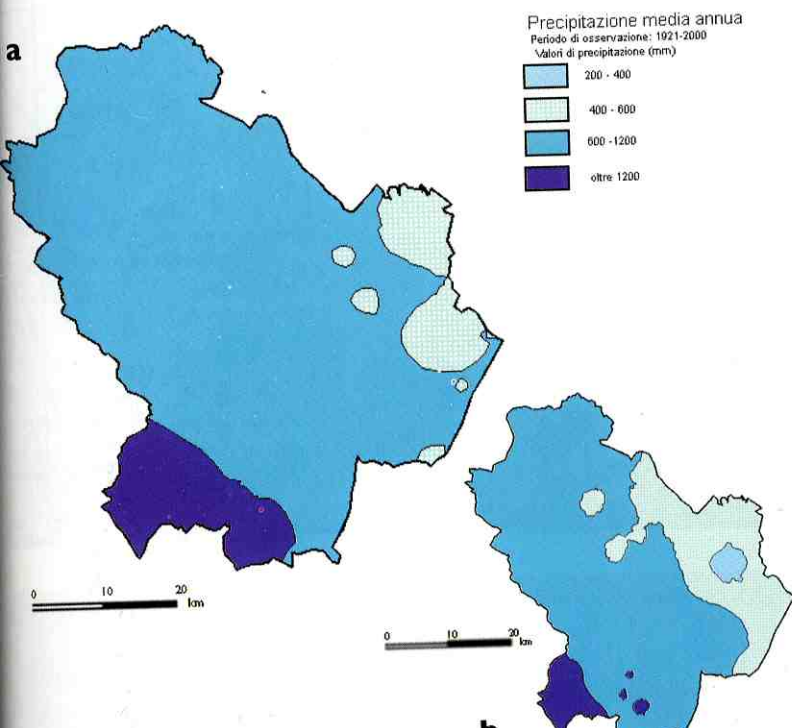 a
Precipitazione media annua
Periodo di osservazione: 1921-2000
Valori di precipitazione (mm)
200 - 400
400 - 600
600 -1200
oltre 1200
0 10 20
km
0 10 20
km